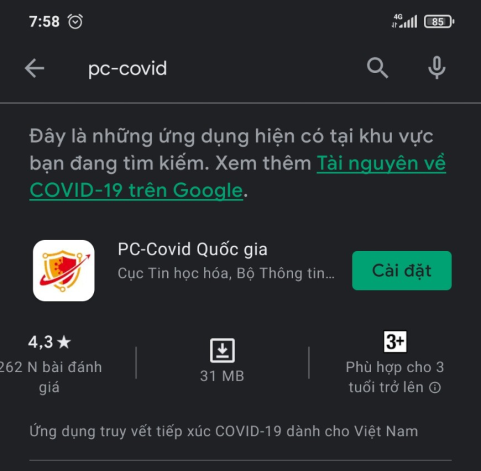 7:58
4G
85
pc-covid
Đây là những ứng dụng hiện có tại khu vực
bạn đang tìm kiếm. Xem thêm Tài nguyên về
COVID-19 trên Google.
PC-Covid Quốc gia
Cục Tin học hóa, Bộ Thông tin...
Cài đặt
4,3★
262 N bài đánh
giá
31 MB
3+
Phù hợp cho 3
tuổi trở lên
Ứng dụng truy vết tiếp xúc COVID-19 dành cho Việt Nam